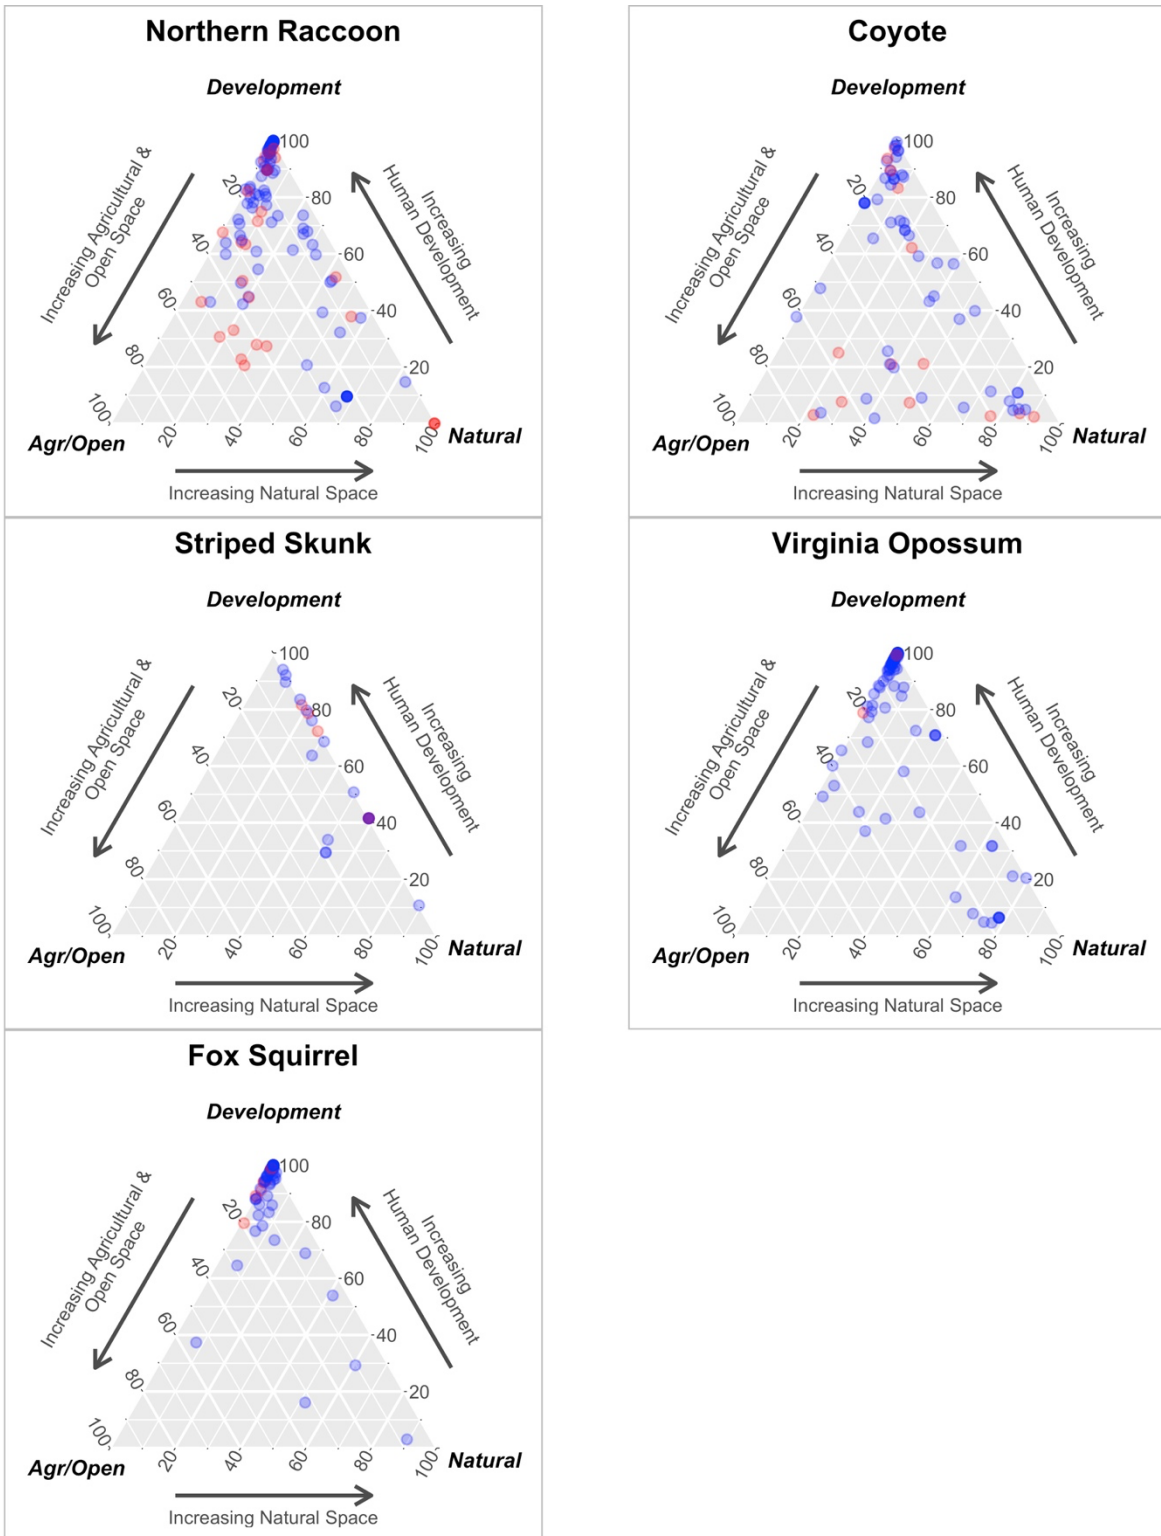 Northern Raccoon
Development
Increasing Agricultural &
Open Space
Increasing
Human Development
100
80
60
40
20
20
40
60
80
100
20
40
60
80
100
Agr/Open
Natural
Increasing Natural Space
Coyote
Development
Increasing Agricultural &
Open Space
Increasing
Human Development
100
80
60
40
20
20
40
60
80
100
20
40
60
80
100
Agr/Open
Natural
Increasing Natural Space
Striped Skunk
Development
Increasing Agricultural &
Open Space
Increasing
Human Development
100
80
60
40
20
20
40
60
80
100
20
40
60
80
100
Agr/Open
Natural
Increasing Natural Space
Virginia Opossum
Development
Increasing Agricultural &
Open Space
Increasing
Human Development
100
80
60
40
20
20
40
60
80
100
20
40
60
80
100
Agr/Open
Natural
Increasing Natural Space
Fox Squirrel
Development
Increasing Agricultural &
Open Space
Increasing
Human Development
100
80
60
40
20
20
40
60
80
100
20
40
60
80
100
Agr/Open
Natural
Increasing Natural Space